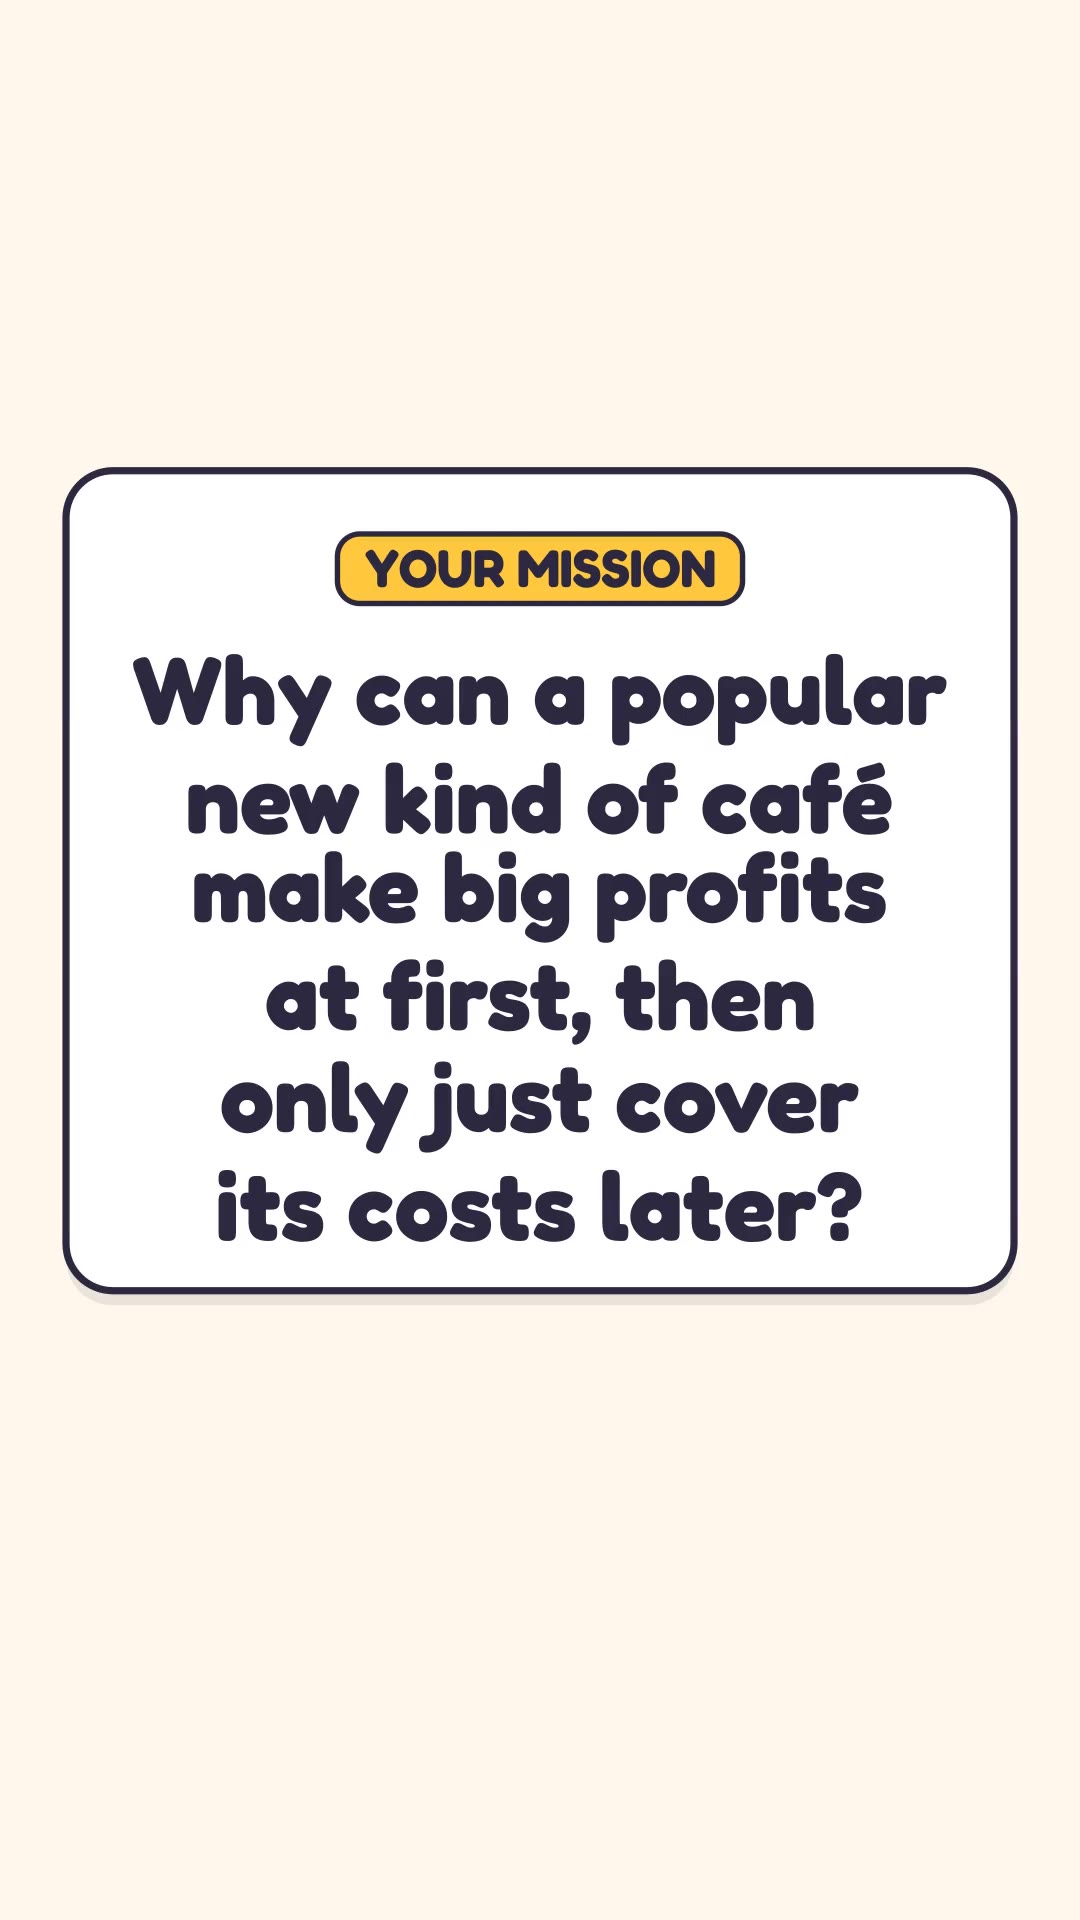 YOUR MISSION
Why can a popular
new kind of café
make big profits
at first, then
only just cover
its costs later?